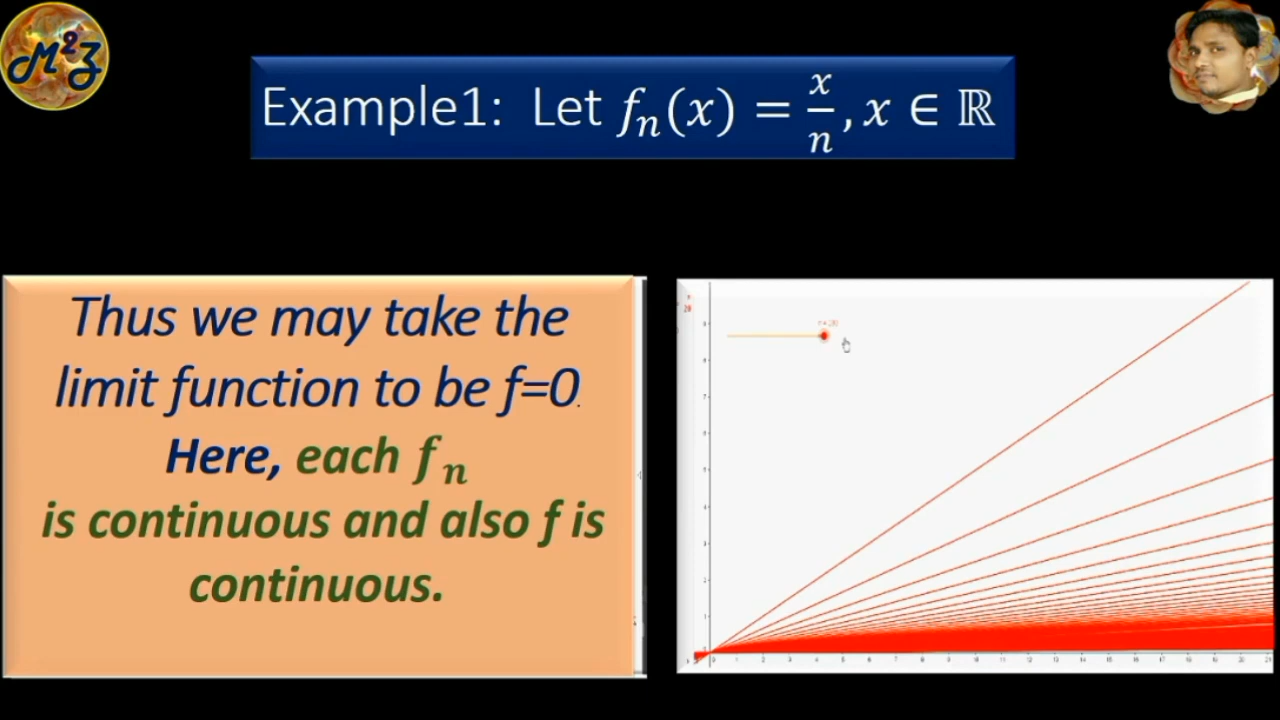 M²Z
Example1: Let fₙ(x) = x/n, x ∈ ℝ
Thus we may take the
limit function to be f=0.
Here, each fₙ
is continuous and also f is
continuous.